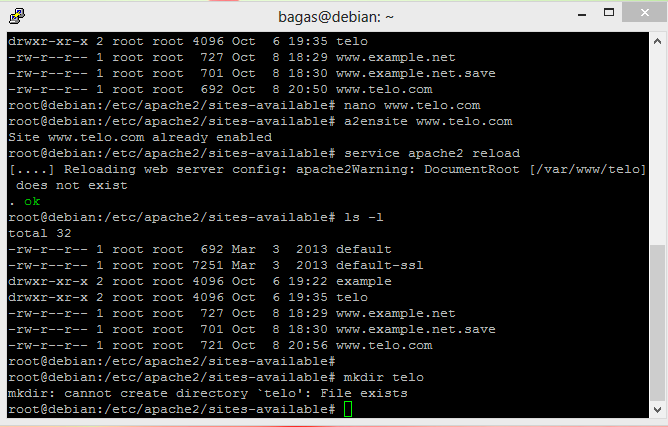 bagas@debian: ~
drwxr-xr-x 2 root root 4096 Oct  6 19:35 telo
-rw-r--r-- 1 root root  727 Oct  8 18:29 www.example.net
-rw-r--r-- 1 root root  701 Oct  8 18:30 www.example.net.save
-rw-r--r-- 1 root root  692 Oct  8 20:50 www.telo.com
root@debian:/etc/apache2/sites-available# nano www.telo.com
root@debian:/etc/apache2/sites-available# a2ensite www.telo.com
Site www.telo.com already enabled
root@debian:/etc/apache2/sites-available# service apache2 reload
[....] Reloading web server config: apache2Warning: DocumentRoot [/var/www/telo]
 does not exist
. ok
root@debian:/etc/apache2/sites-available# ls -l
total 32
-rw-r--r-- 1 root root  692 Mar  3  2013 default
-rw-r--r-- 1 root root 7251 Mar  3  2013 default-ssl
drwxr-xr-x 2 root root 4096 Oct  6 19:22 example
drwxr-xr-x 2 root root 4096 Oct  6 19:35 telo
-rw-r--r-- 1 root root  727 Oct  8 18:29 www.example.net
-rw-r--r-- 1 root root  701 Oct  8 18:30 www.example.net.save
-rw-r--r-- 1 root root  721 Oct  8 20:56 www.telo.com
root@debian:/etc/apache2/sites-available#
root@debian:/etc/apache2/sites-available# mkdir telo
mkdir: cannot create directory `telo': File exists
root@debian:/etc/apache2/sites-available#